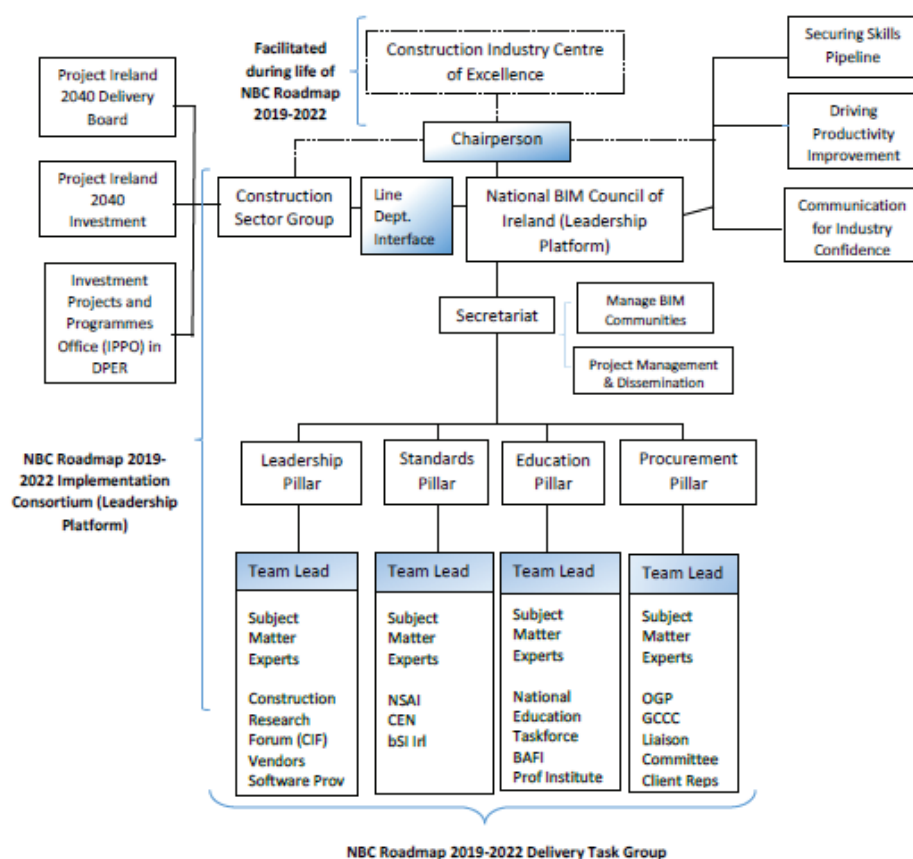 Facilitated
during life of
NBC Roadmap
2019-2022
Construction Industry Centre
of Excellence
Securing Skills
Pipeline
Project Ireland
2040 Delivery
Board
Chairperson
Driving
Productivity
Improvement
Project Ireland
2040
Investment
Construction
Sector Group
Line
Dept.
Interface
National BIM Council of
Ireland (Leadership
Platform)
Communication
for Industry
Confidence
Investment
Projects and
Programmes
Office (IPPO) in
DPER
Secretariat
Manage BIM
Communities
Project Management
& Dissemination
NBC Roadmap 2019-
2022 Implementation
Consortium (Leadership
Platform)
Leadership
Pillar
Standards
Pillar
Education
Pillar
Procurement
Pillar
Team Lead
Subject
Matter
Experts
Construction
Research
Forum (CIF)
Vendors
Software Prov
Team Lead
Subject
Matter
Experts
NSAI
CEN
bSI Irl
Team Lead
Subject
Matter
Experts
National
Education
Taskforce
BAFI
Prof Institute
Team Lead
Subject
Matter
Experts
OGP
GCCC
Liaison
Committee
Client Reps
NBC Roadmap 2019-2022 Delivery Task Group